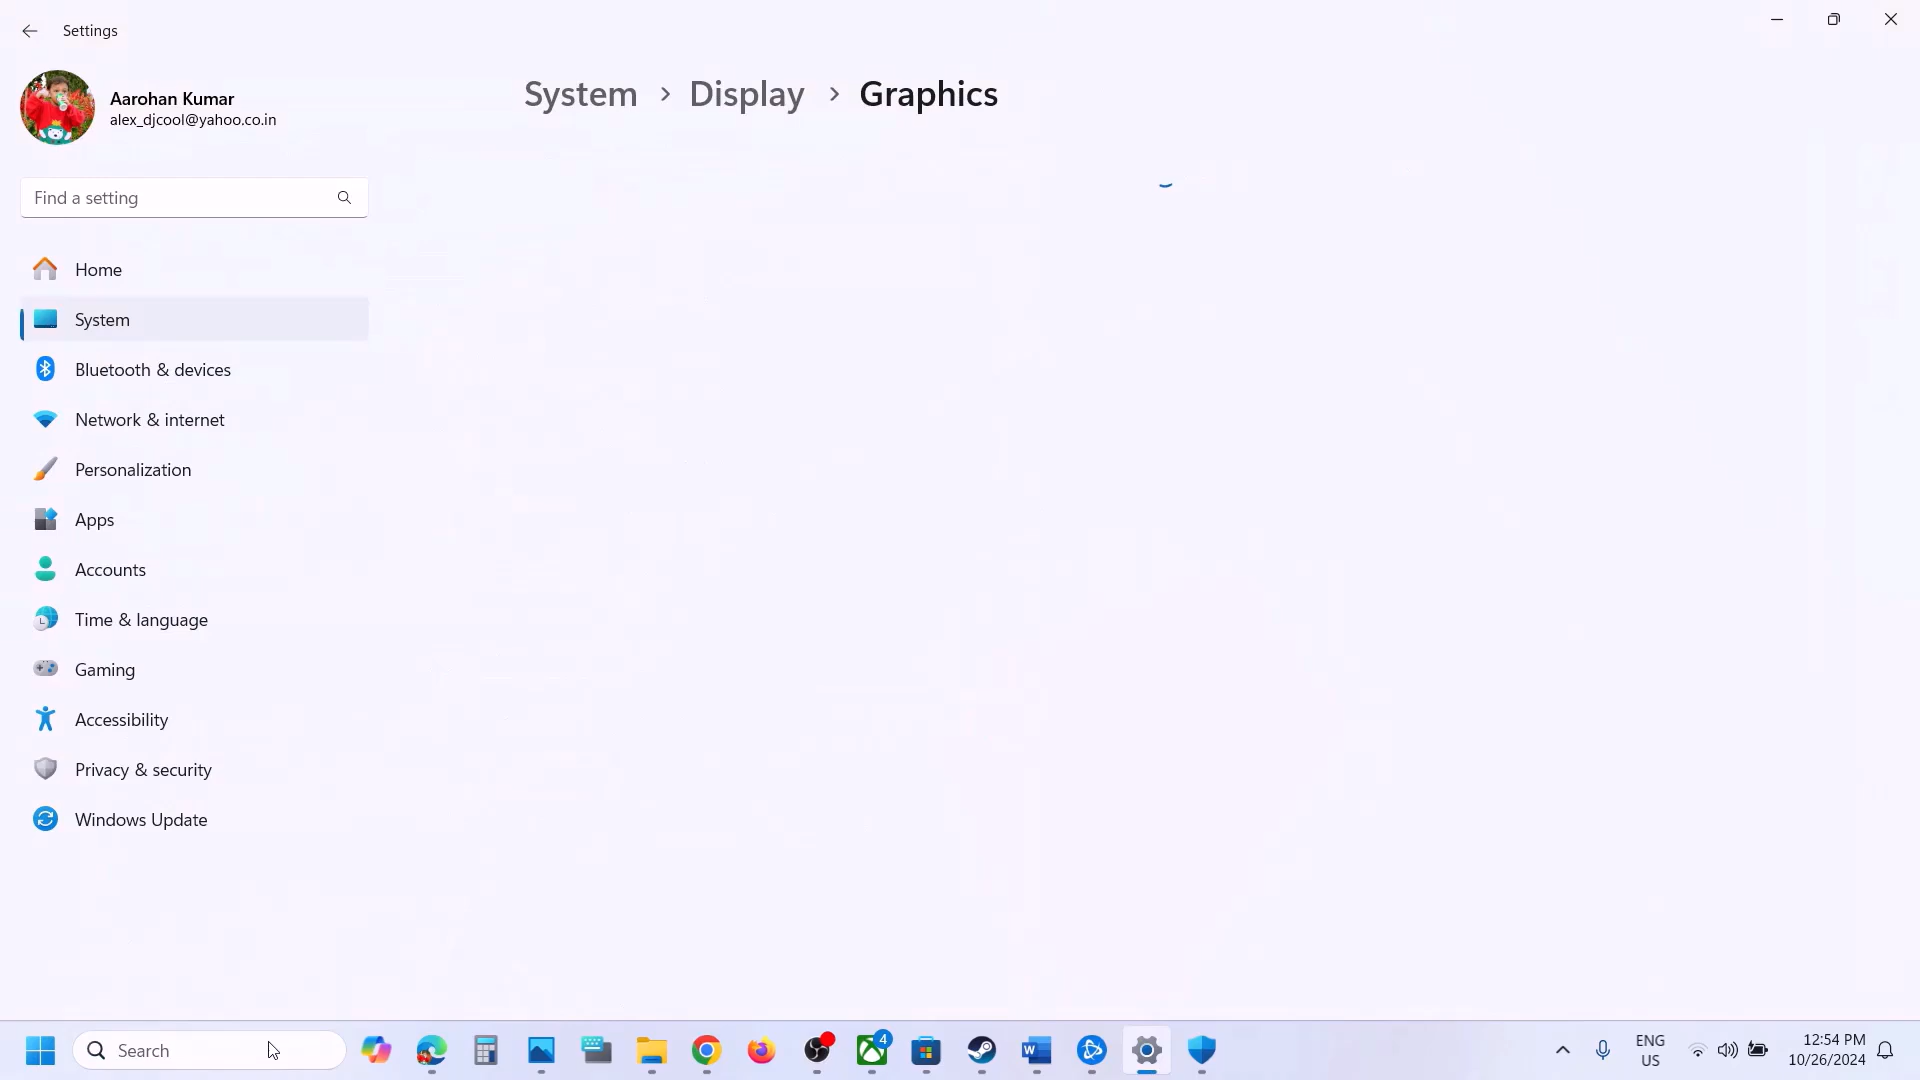 Settings
Aarohan Kumar
alex_djcool@yahoo.co.in
System > Display > Graphics
Find a setting
Home
System
Bluetooth & devices
Network & internet
Personalization
Apps
Accounts
Time & language
Gaming
Accessibility
Privacy & security
Windows Update
Search
4
ENG
US
12:54 PM
10/26/2024